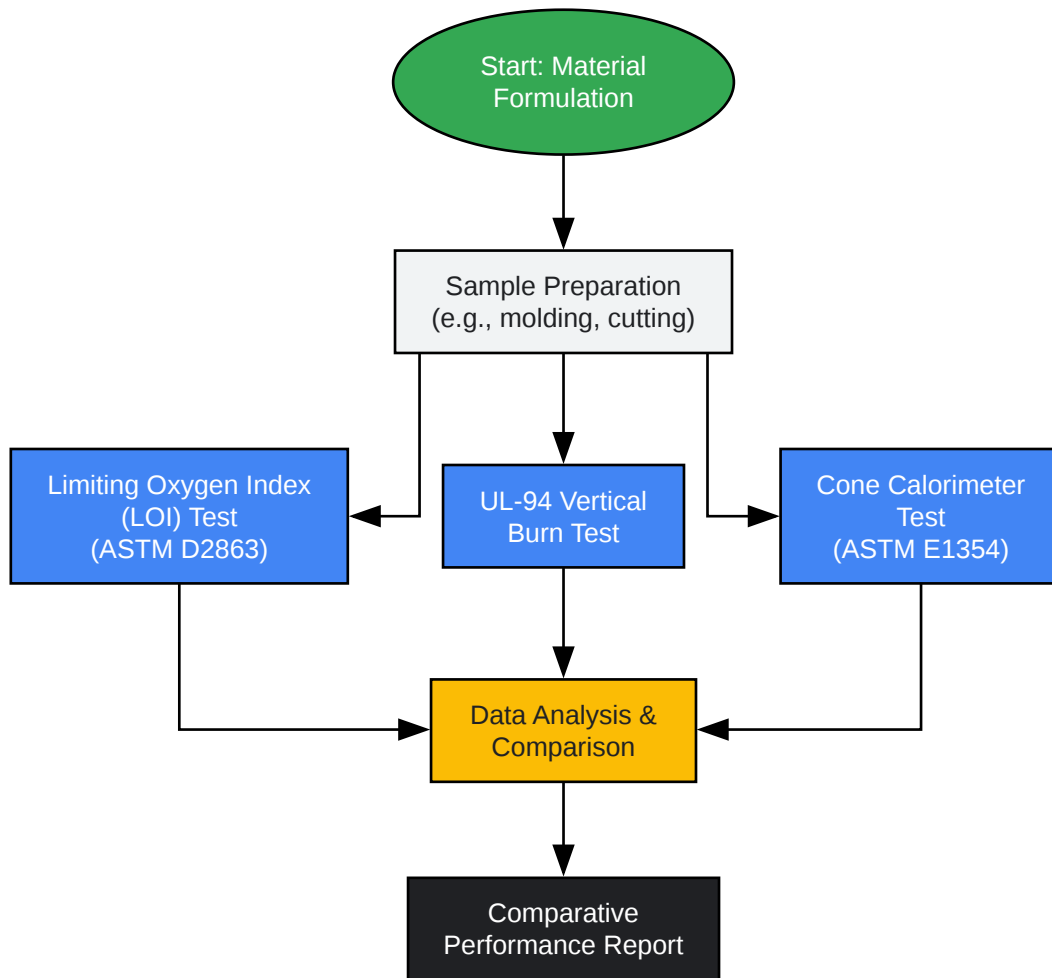 Start: Material
Formulation
Sample Preparation
(e.g., molding, cutting)
Limiting Oxygen Index
(LOI) Test
(ASTM D2863)
UL-94 Vertical
Burn Test
Cone Calorimeter
Test
(ASTM E1354)
Data Analysis &
Comparison
Comparative
Performance Report